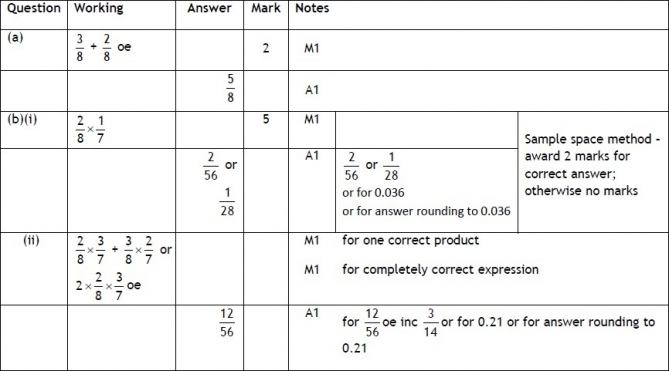 Question Working Answer Mark Notes
(a) 3/8 + 2/8 oe 2 M1
5/8 A1
(b)(i) 2/8 × 1/7 5 M1 Sample space method – award 2 marks for correct answer; otherwise no marks
2/56 or A1 2/56 or 1/28
1/28 or for 0.036
or for answer rounding to 0.036
(ii) 2/8 × 3/7 + 3/8 × 2/7 or M1 for one correct product
2 × 2/8 × 3/7 oe M1 for completely correct expression
12/56 A1 for 12/56 oe inc 3/14 or for 0.21 or for answer rounding to
0.21